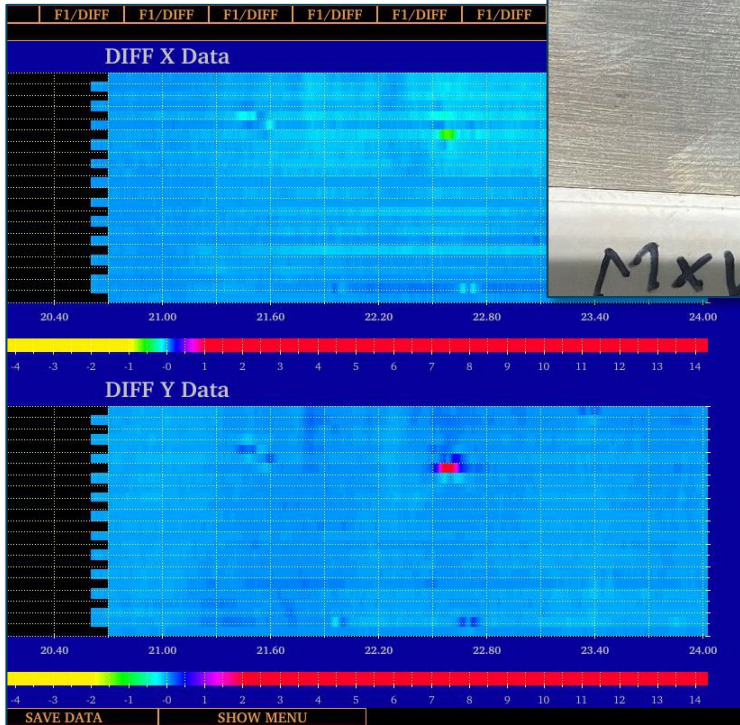 F1/DIFF F1/DIFF F1/DIFF F1/DIFF F1/DIFF F1/DIFF
DIFF X Data
20.40 21.00 21.60 22.20 22.80 23.40 24.00
-4 -3 -2 -1 -0 1 2 3 4 5 6 7 8 9 10 11 12 13 14
DIFF Y Data
20.40 21.00 21.60 22.20 22.80 23.40 24.00
-4 -3 -2 -1 -0 1 2 3 4 5 6 7 8 9 10 11 12 13 14
SAVE DATA SHOW MENU